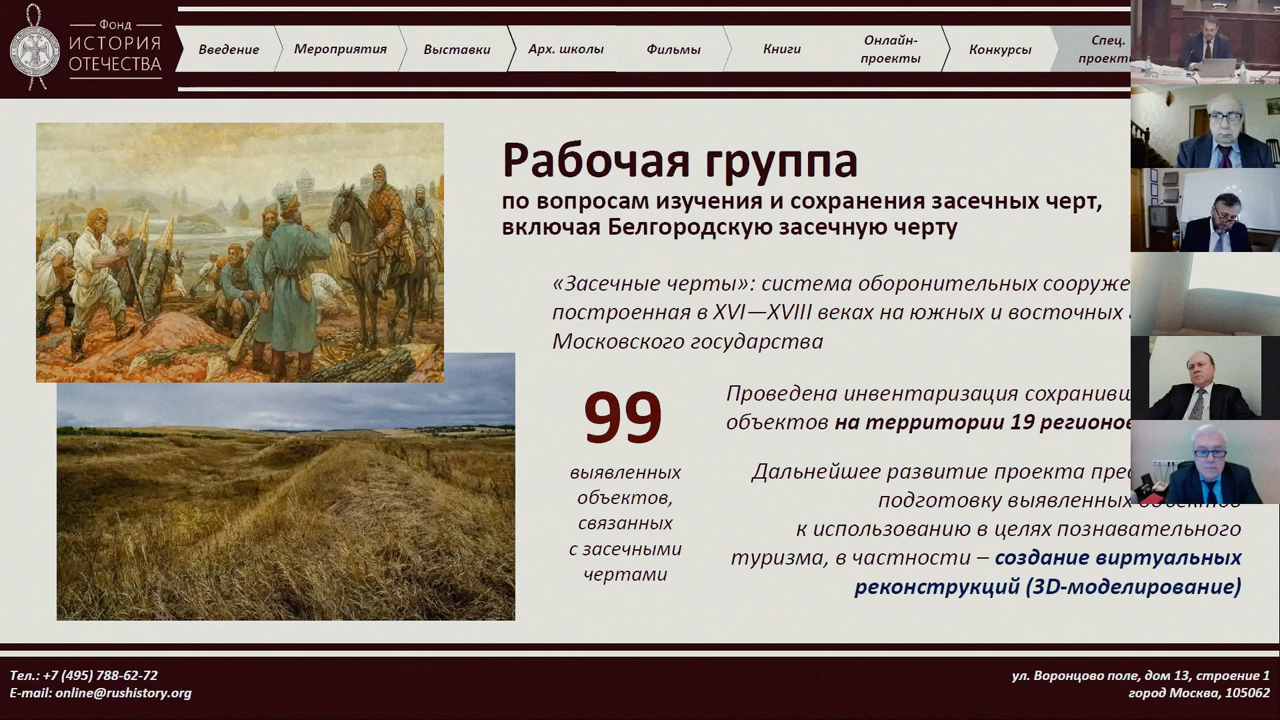 Фонд
ИСТОРИЯ
ОТЕЧЕСТВА
Введение
Мероприятия
Выставки
Арх. школы
Фильмы
Книги
Онлайн-
проекты
Конкурсы
Спец.
Рабочая группа
по вопросам изучения и сохранения засечных черт,
включая Белгородскую засечную черту
«Засечные черты»: система оборонительных
построенная в XVI—XVIII веках на южных и восточных
Московского государства
99
выявленных
объектов,
связанных
с засечными
чертами
Проведена инвентаризация
объектов на территории 19 регионов
Дальнейшее развитие проекта
подготовку выявленных объектов
к использованию в целях познавательного
туризма, в частности – создание виртуальных
реконструкций (3D-моделирование)
Тел.: +7 (495) 788-62-72
E-mail: online@rushistory.org
ул. Воронцово поле, дом 13, строение 1
город Москва, 105062